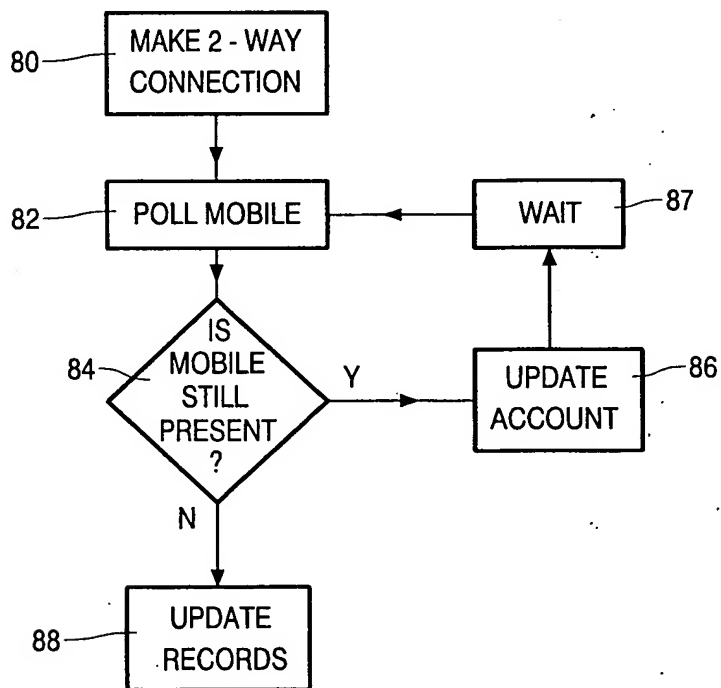 80
MAKE 2 - WAY
CONNECTION
82
POLL MOBILE
WAIT
87
84
IS
MOBILE
STILL
PRESENT
?
Y
UPDATE
ACCOUNT
86
N
88
UPDATE
RECORDS